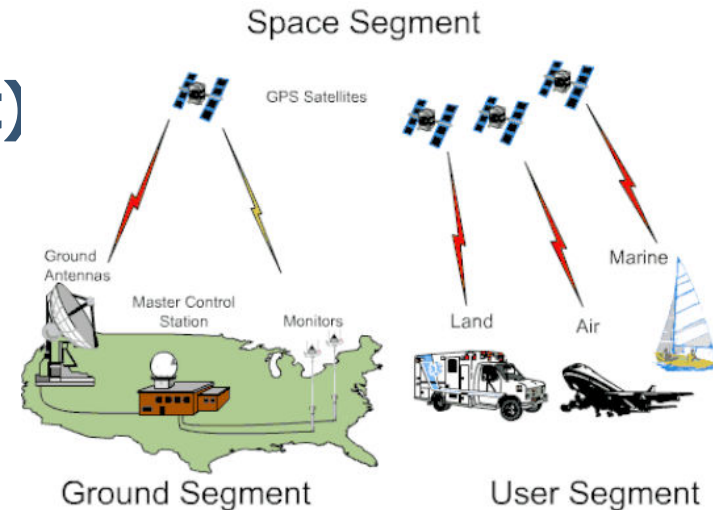 Space Segment
)
GPS Satellites
Ground
Antennas
Master Control
Station
Monitors
Marine
Land
Air
Ground Segment
User Segment